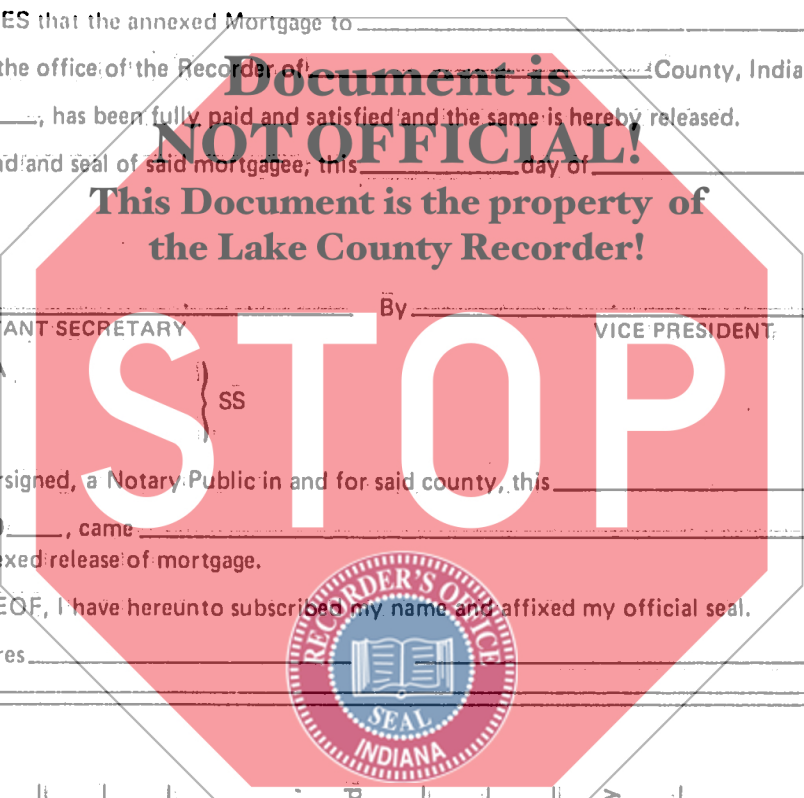 ES that the annexed Mortgage to
Document is
the office of the Recorder of County, India
, has been fully paid and satisfied and the same is hereby released.
NOT OFFICIAL!
nd and seal of said mortgagee, this day of
This Document is the property of
the Lake County Recorder!
By
TANT SECRETARY VICE PRESIDENT
STOP
SS
rsigned, a Notary Public in and for said county, this
, came
exed release of mortgage.
EOF, I have hereunto subscribed my name and affixed my official seal.
res
RECORDER'S OFFICE
SEAL
INDIANA